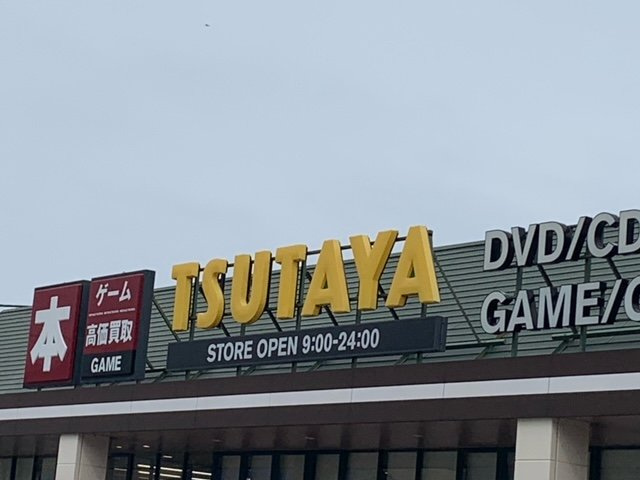 本
ゲーム
高価買取
GAME
TSUTAYA
STORE OPEN 9:00-24:00
DVD/CD
GAME/